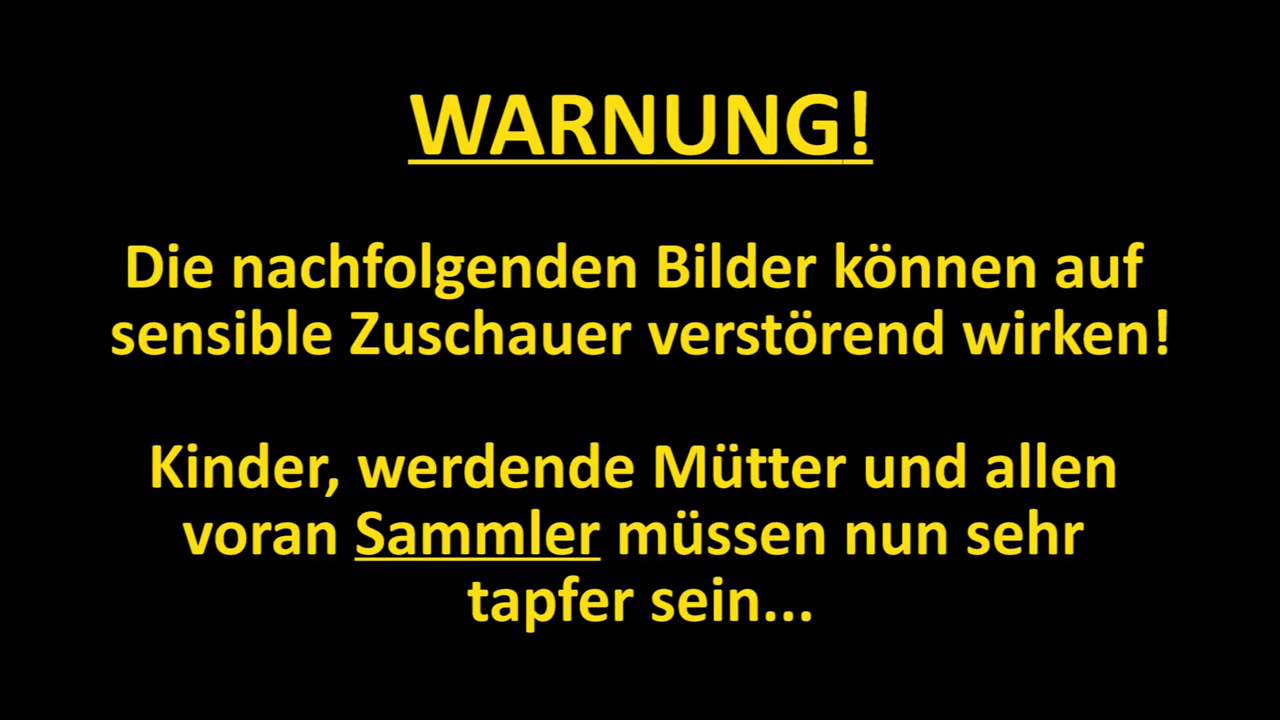 WARNUNG!
Die nachfolgenden Bilder können auf
sensible Zuschauer verstörend wirken!
Kinder, werdende Mütter und allen
voran Sammler müssen nun sehr
tapfer sein...